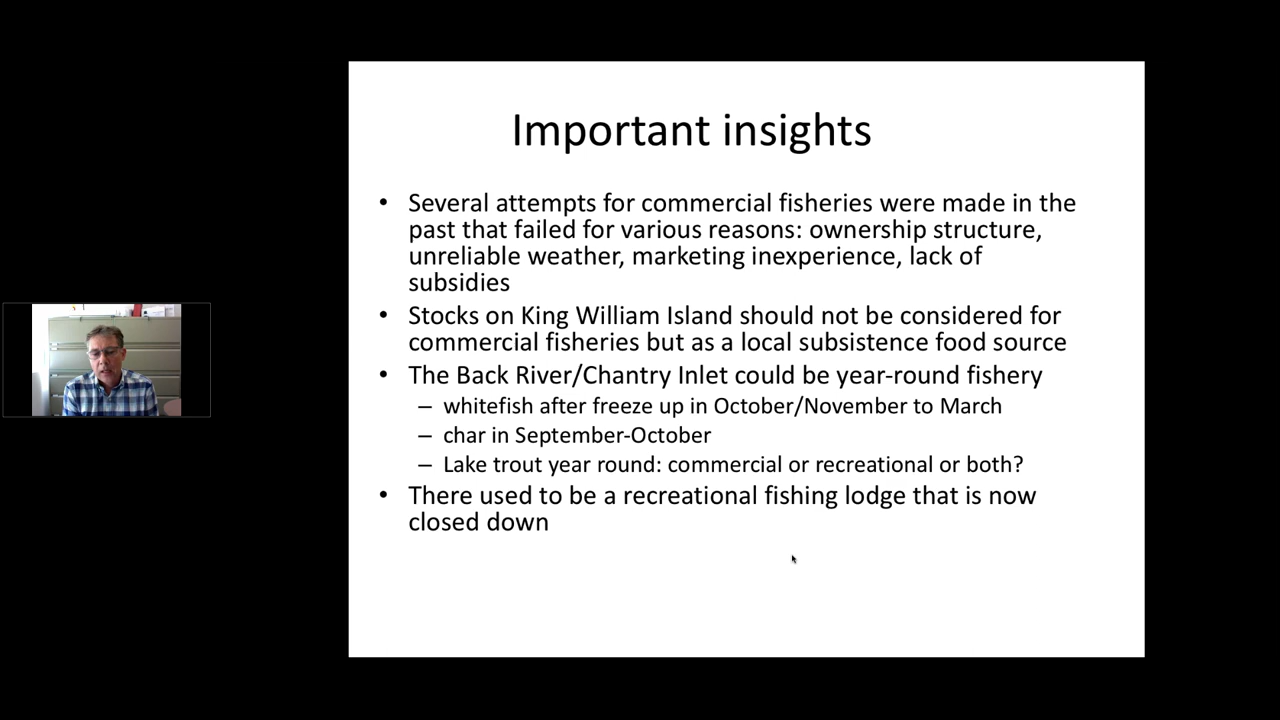 Important insights
• Several attempts for commercial fisheries were made in the
past that failed for various reasons: ownership structure,
unreliable weather, marketing inexperience, lack of
subsidies
• Stocks on King William Island should not be considered for
commercial fisheries but as a local subsistence food source
• The Back River/Chantry Inlet could be year-round fishery
– whitefish after freeze up in October/November to March
– char in September-October
– Lake trout year round: commercial or recreational or both?
• There used to be a recreational fishing lodge that is now
closed down